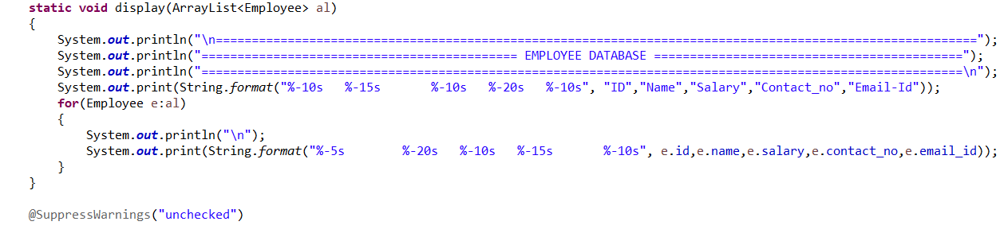 static void display(ArrayList<Employee> al)
{
System.out.println("\n==========================================================================================================");
System.out.println("============================================ EMPLOYEE DATABASE ===========================================");
System.out.println("==========================================================================================================\n");
System.out.print(String.format("%-10s   %-15s       %-10s   %-20s   %-10s", "ID","Name","Salary","Contact_no","Email-Id"));
for(Employee e:al)
{
System.out.println("\n");
System.out.print(String.format("%-5s        %-20s   %-10s   %-15s       %-10s", e.id,e.name,e.salary,e.contact_no,e.email_id));
}
}
@SuppressWarnings("unchecked")